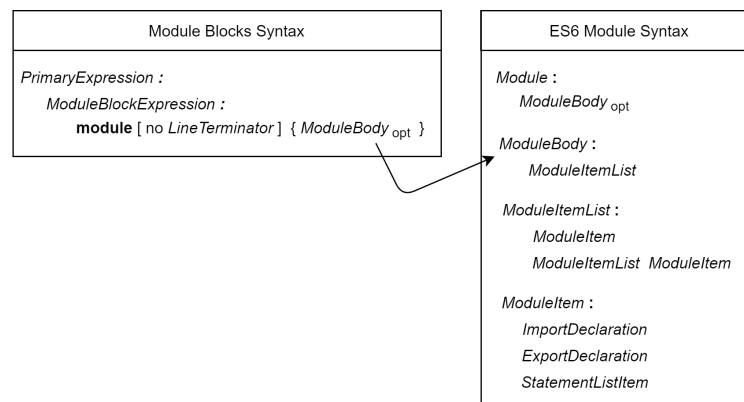 Module Blocks Syntax
PrimaryExpression :
ModuleBlockExpression :
module [ no LineTerminator ] { ModuleBody opt }
ES6 Module Syntax
Module :
ModuleBody opt
ModuleBody :
ModuleItemList
ModuleItemList :
ModuleItem
ModuleItemList ModuleItem
ModuleItem :
ImportDeclaration
ExportDeclaration
StatementListItem